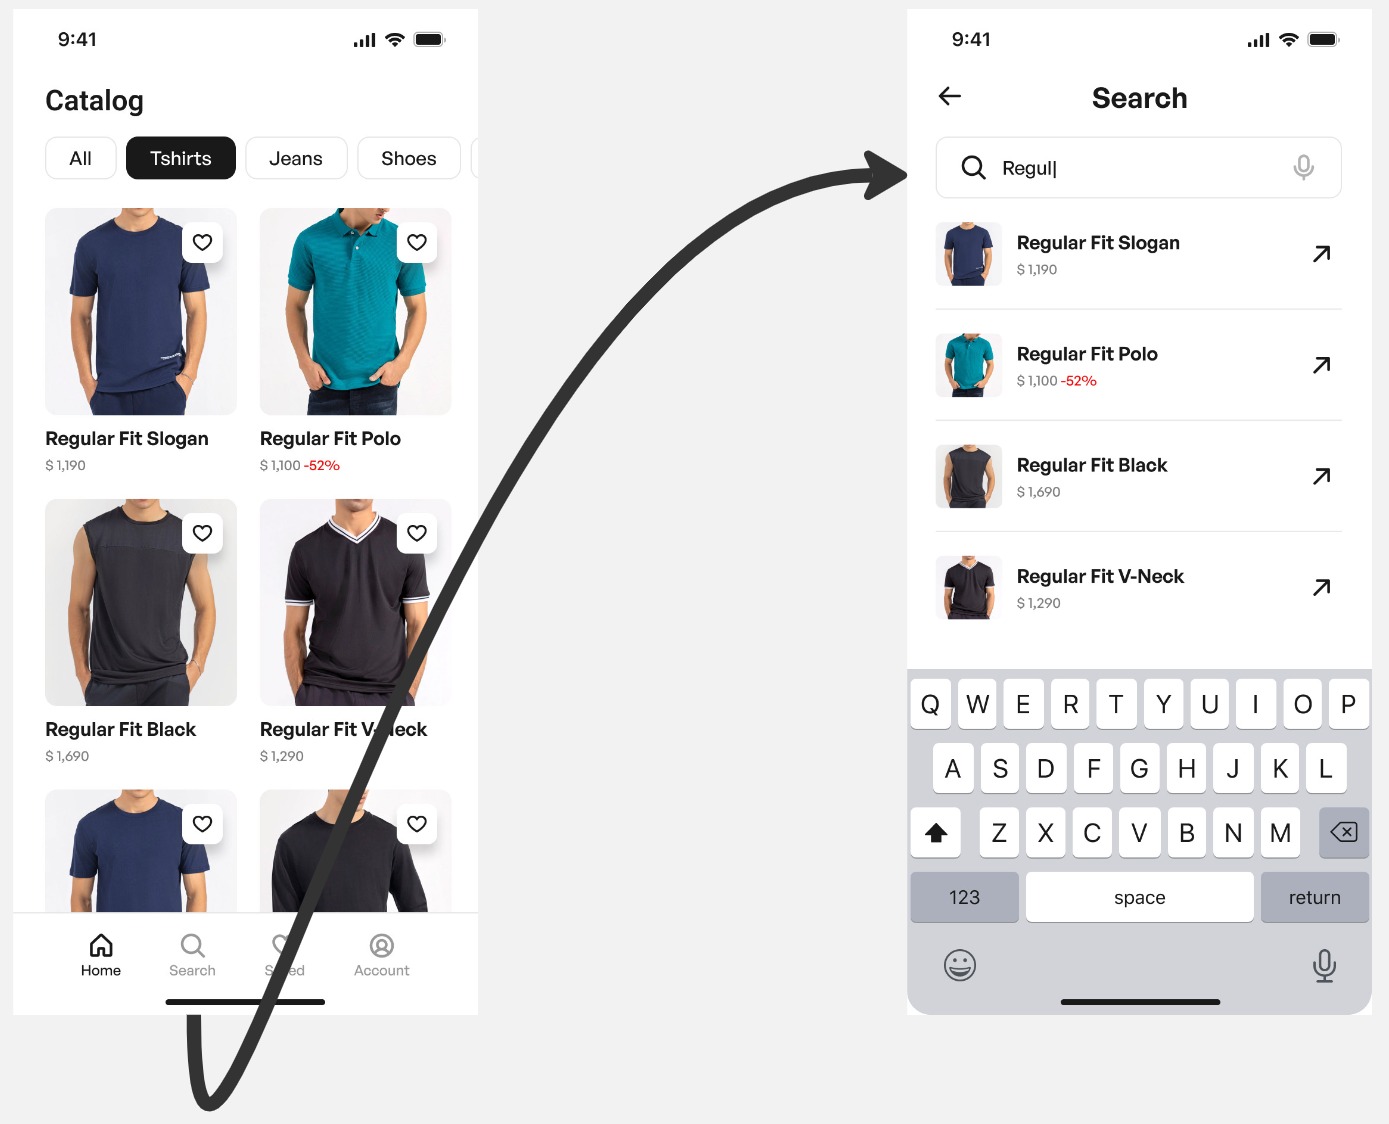 9:41
Catalog
All Tshirts Jeans Shoes
Regular Fit Slogan Regular Fit Polo
$ 1,190 $ 1,100 -52%
Regular Fit Black Regular Fit V-Neck
$ 1,690 $ 1,290
Home Search Saved Account
9:41
Search
Regul
Regular Fit Slogan
$ 1,190
Regular Fit Polo
$ 1,100 -52%
Regular Fit Black
$ 1,690
Regular Fit V-Neck
$ 1,290
Q W E R T Y U I O P
A S D F G H J K L
Z X C V B N M
123 space return